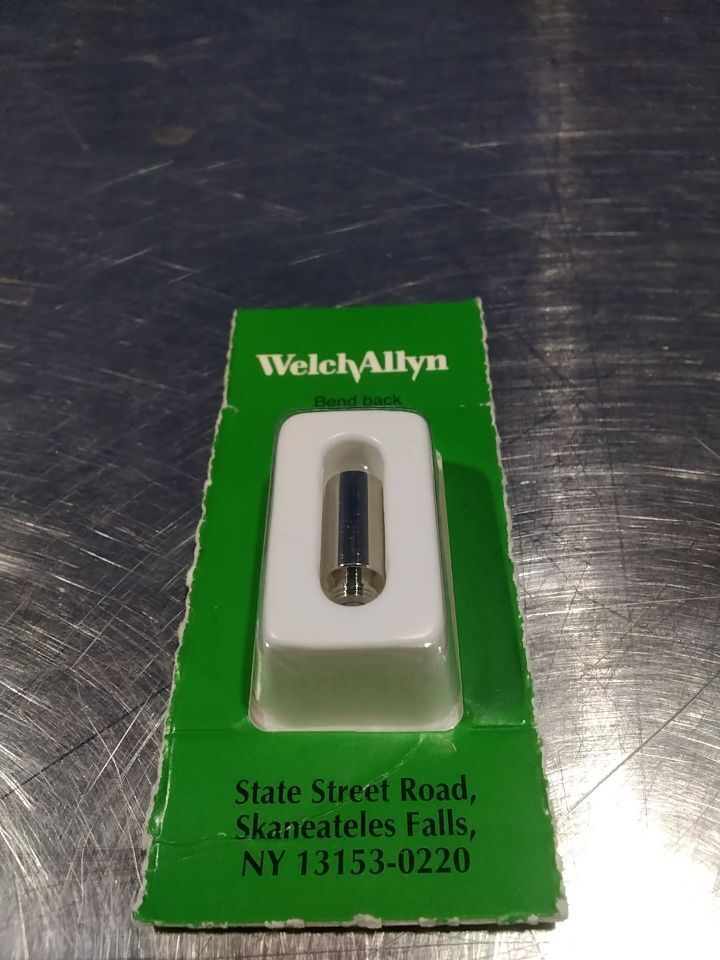 WelchAllyn
Bend back
State Street Road,
Skaneateles Falls,
NY 13153-0220